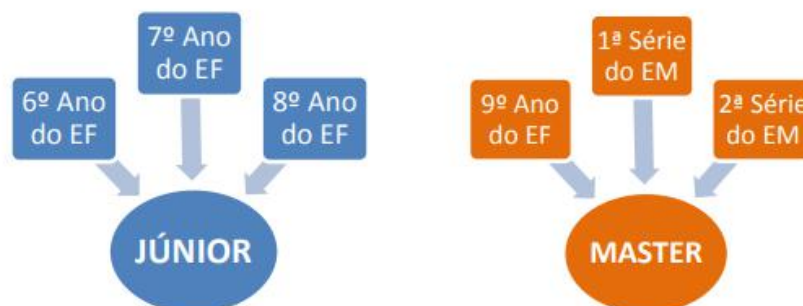 7º Ano
do EF
6º Ano
do EF
8º Ano
do EF
JÚNIOR
1ª Série
do EM
9º Ano
do EF
2ª Série
do EM
MASTER